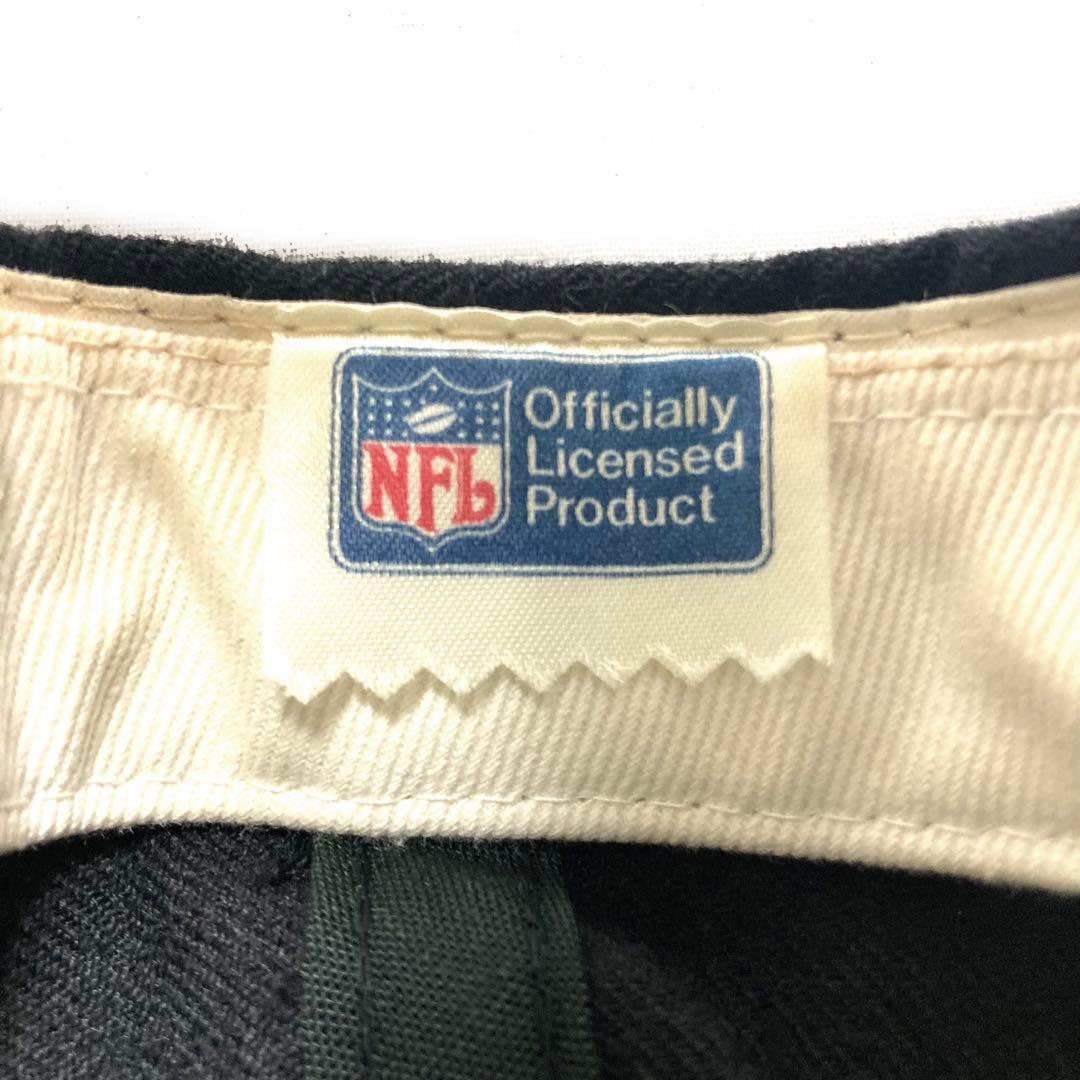 NFL
Officially
Licensed
Product